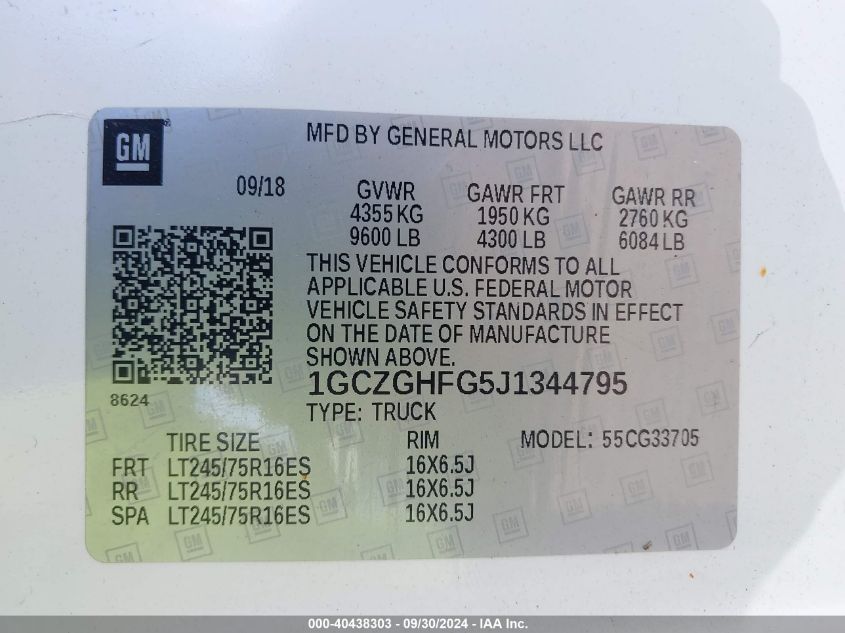 GM
MFD BY GENERAL MOTORS LLC
09/18 GVWR GAWR FRT GAWR RR
4355 KG 1950 KG 2760 KG
9600 LB 4300 LB 6084 LB
THIS VEHICLE CONFORMS TO ALL
APPLICABLE U.S. FEDERAL MOTOR
VEHICLE SAFETY STANDARDS IN EFFECT
ON THE DATE OF MANUFACTURE
SHOWN ABOVE.
1GCZGHFG5J1344795
8624
TYPE: TRUCK
TIRE SIZE RIM MODEL: 55CG33705
FRT LT245/75R16ES 16X6.5J
RR LT245/75R16ES 16X6.5J
SPA LT245/75R16ES 16X6.5J
000-40438303 - 09/30/2024 - IAA Inc.